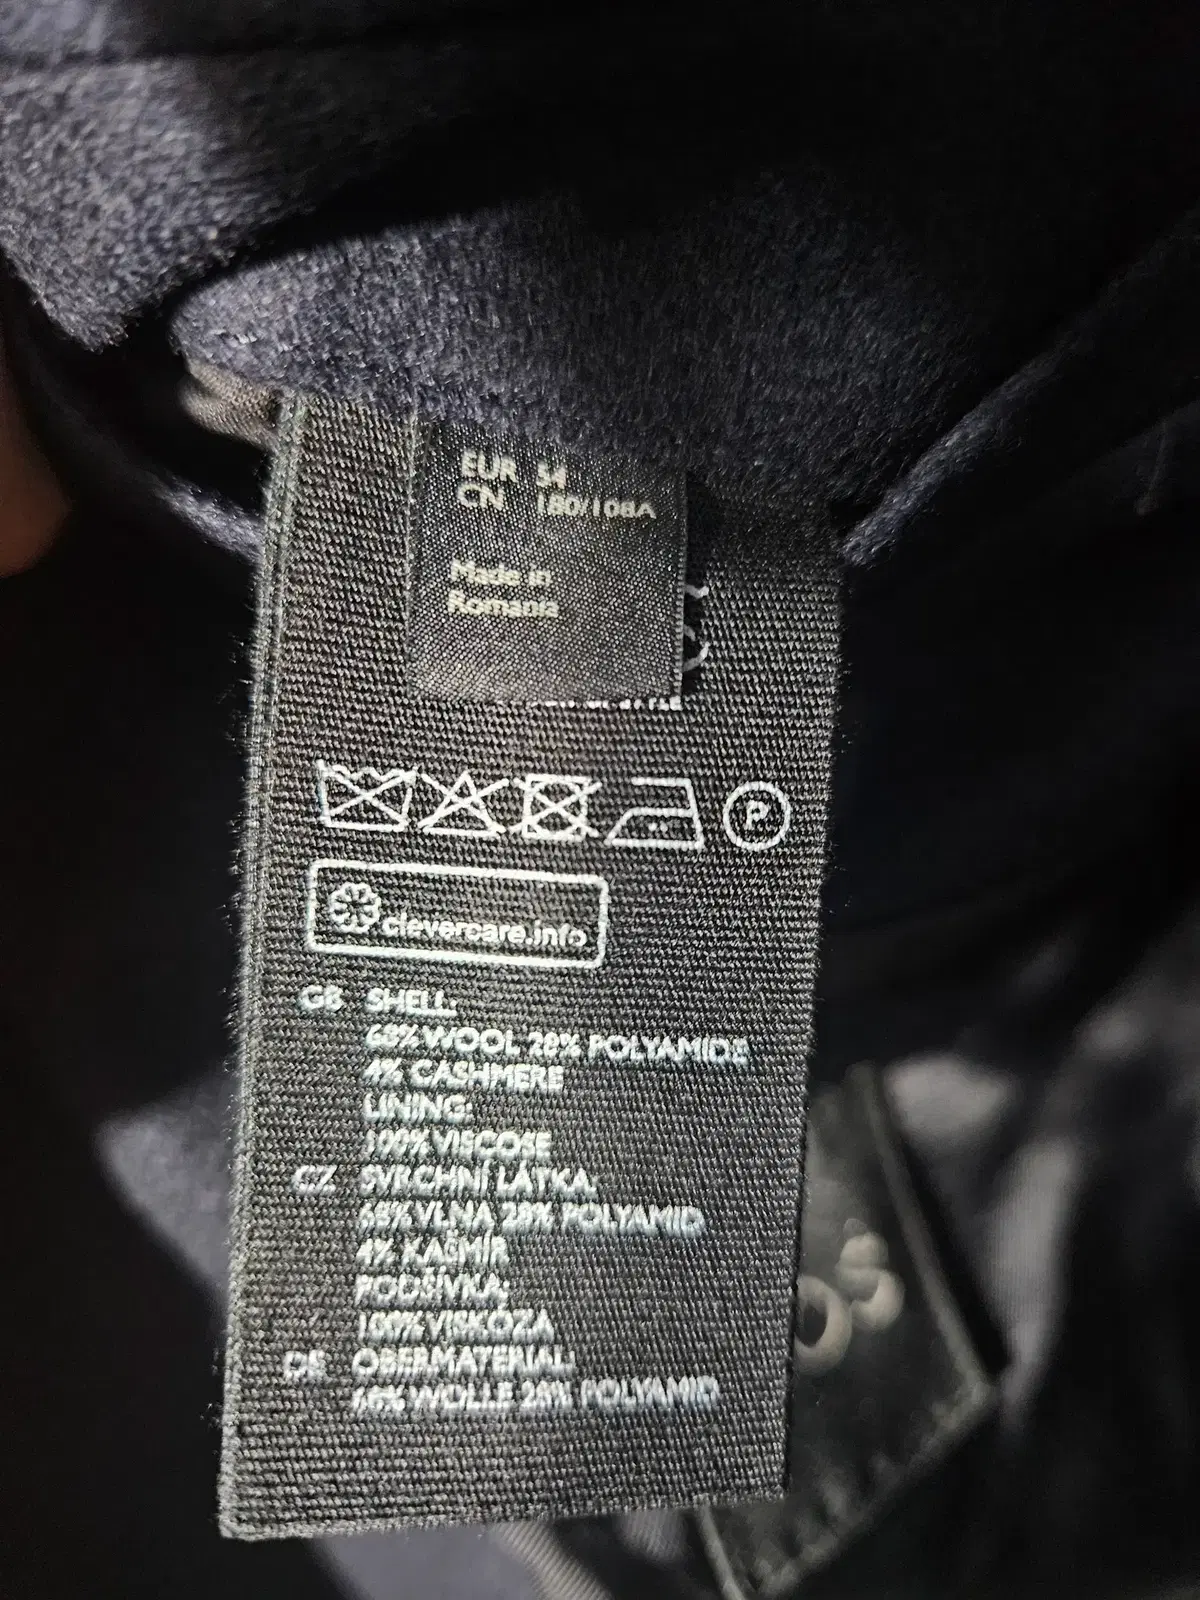 EUR 54
CN 180/108A
Made in
Romania
STYLE
P
clevercare.info
GB SHELL:
68% WOOL 28% POLYAMIDE
4% CASHMERE
LINING:
100% VISCOSE
CZ SVRCHNÍ LÁTKA:
68% VLNA 28% POLYAMID
4% KAŠMÍR
PODŠÍVKA:
100% VISKÓZA
DE OBERMATERIAL:
68% WOLLE 28% POLYAMID